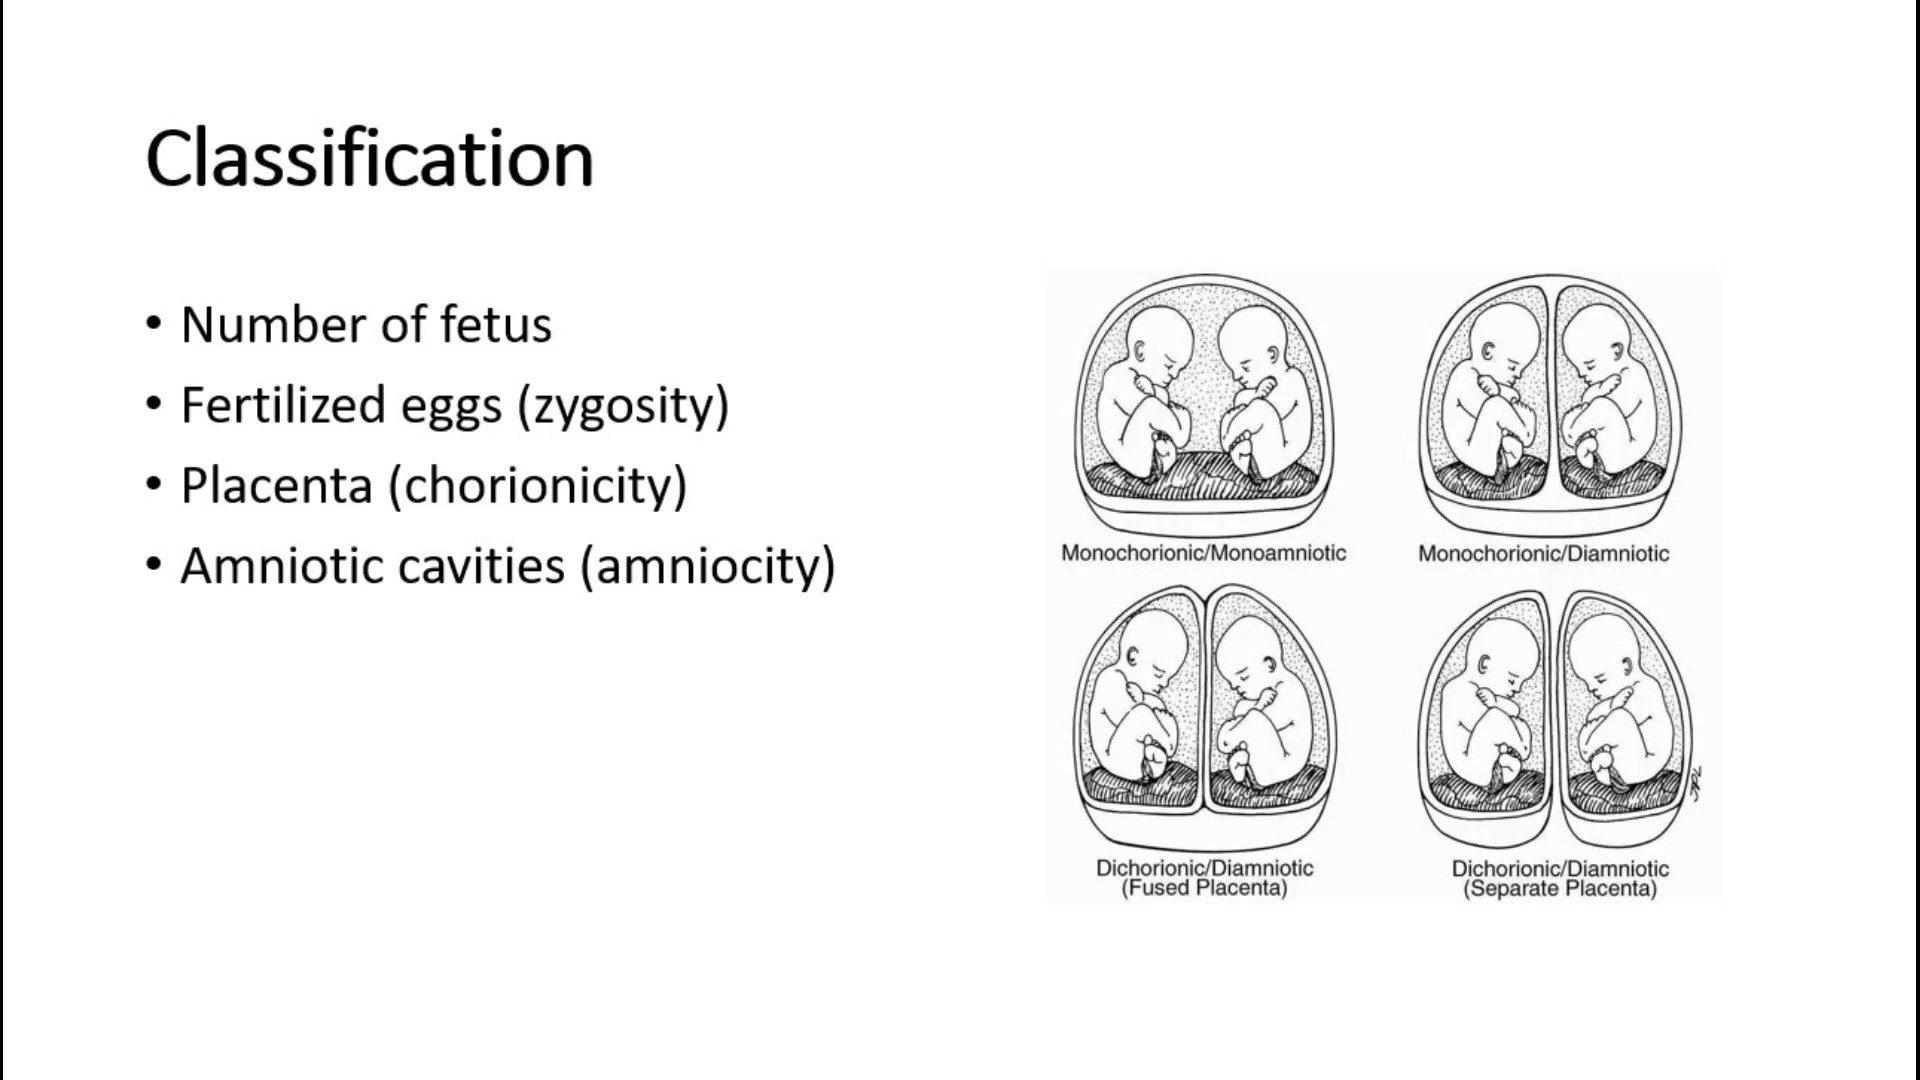 Classification
• Number of fetus
• Fertilized eggs (zygosity)
• Placenta (chorionicity)
• Amniotic cavities (amniocity)
Monochorionic/Monoamniotic
Monochorionic/Diamniotic
Dichorionic/Diamniotic
(Fused Placenta)
Dichorionic/Diamniotic
(Separate Placenta)